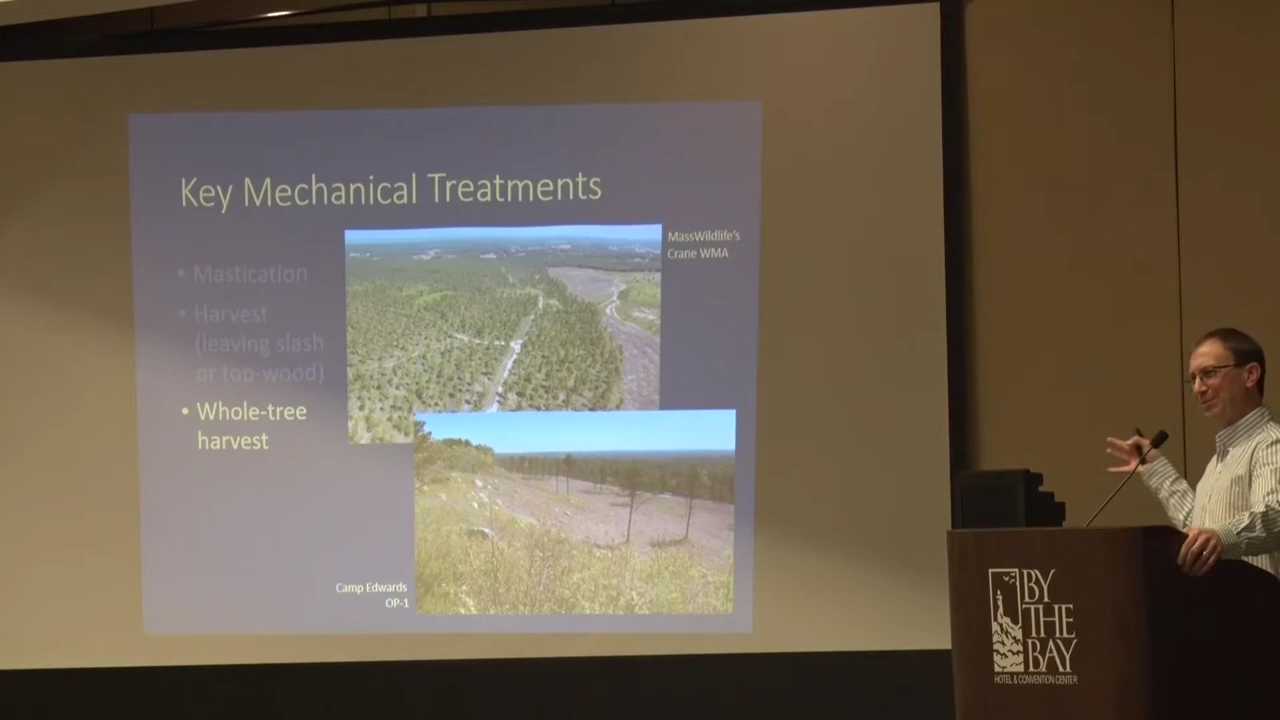 Key Mechanical Treatments
MassWildlife's
Crane WMA
• Mastication
• Harvest
(leaving slash
or top-wood)
• Whole-tree
harvest
Camp Edwards
OP-1
BY
THE
BAY
HOTEL & CONVENTION CENTER